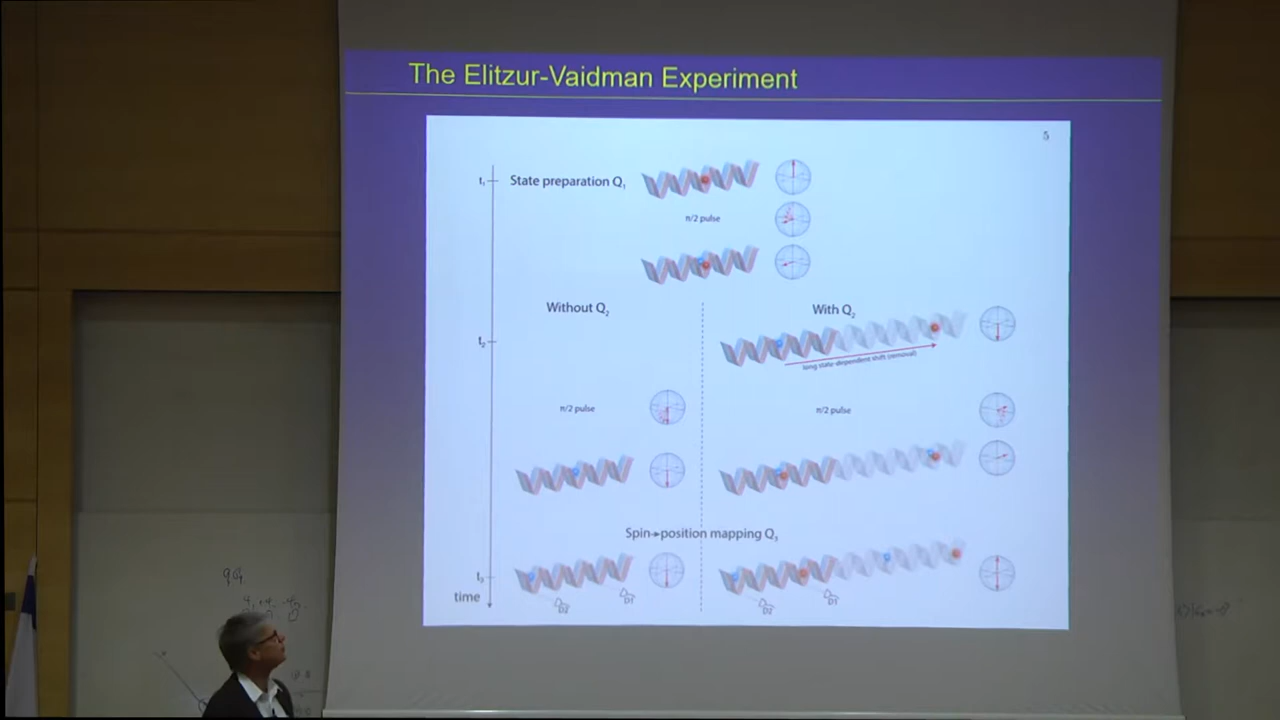 The Elitzur-Vaidman Experiment
5
t₁ State preparation Q₁
π/2 pulse
Without Q₂
With Q₂
t₂
long state-dependent shift (removal)
π/2 pulse
π/2 pulse
Spin→position mapping Q₃
t₃
time
D2 D1
D2 D1